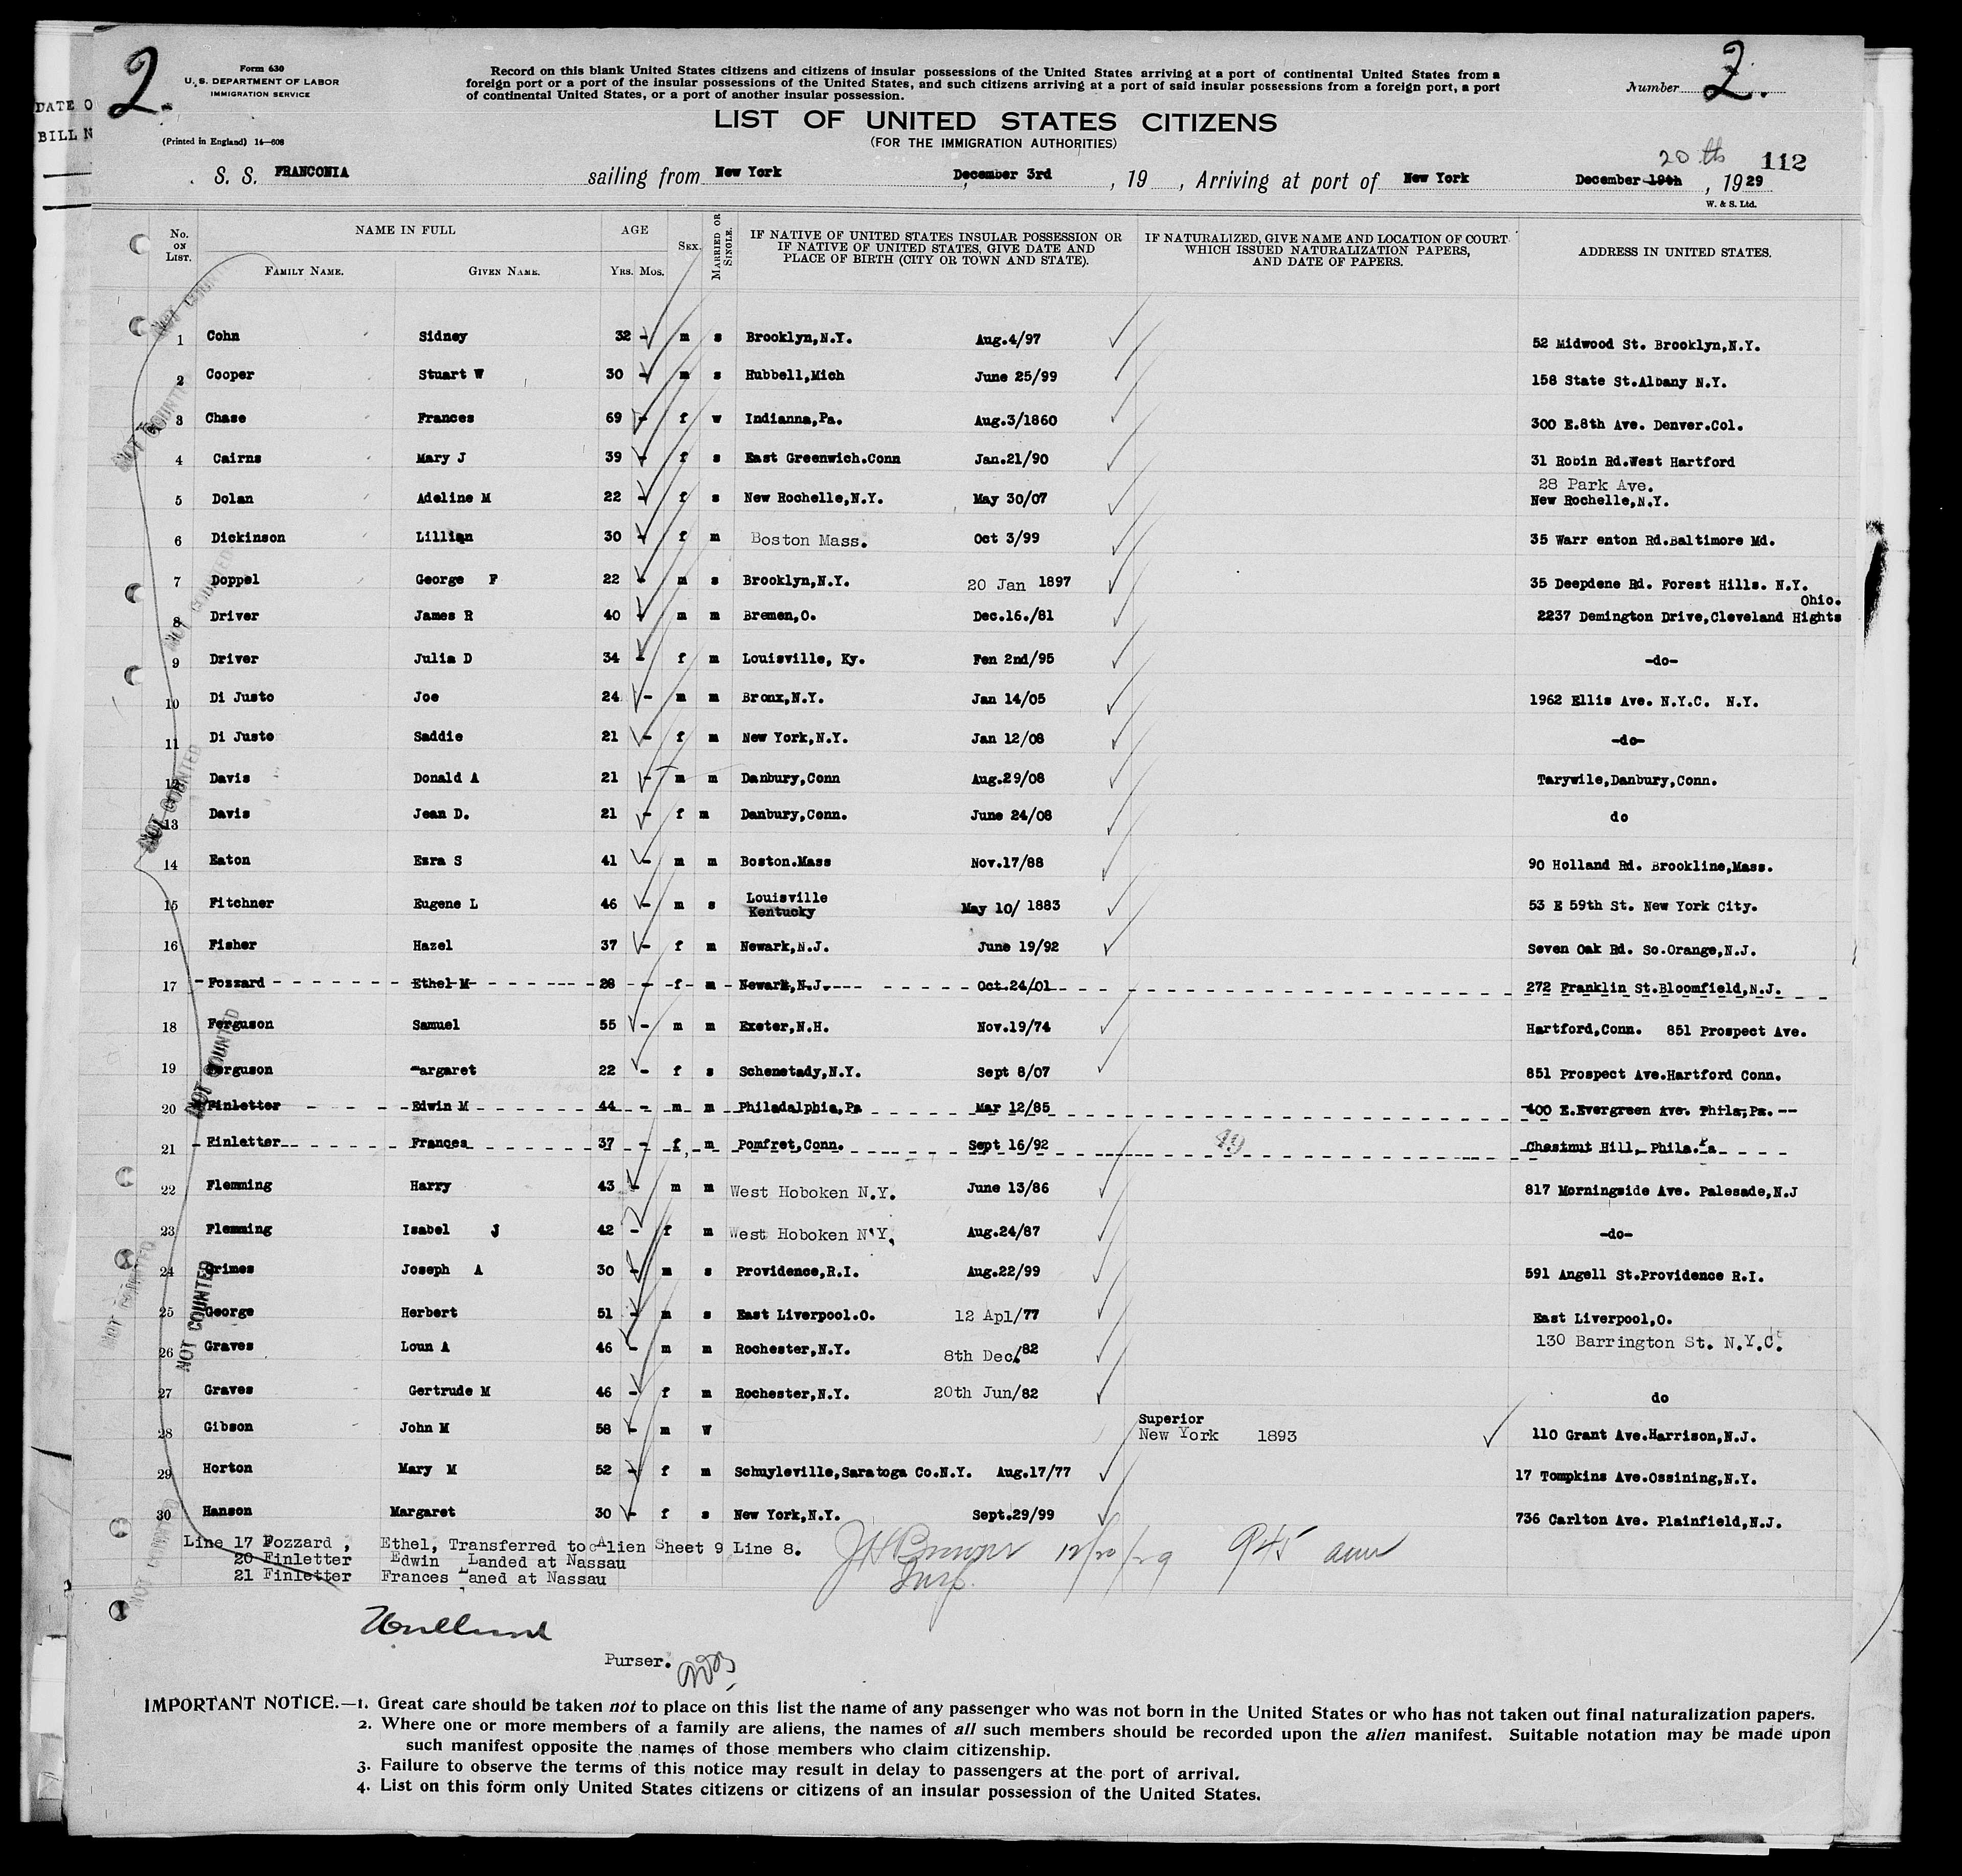 2.
Form 630
U. S. DEPARTMENT OF LABOR
IMMIGRATION SERVICE
(Printed in England) 14—608
Record on this blank United States citizens and citizens of insular possessions of the United States arriving at a port of continental United States from a
foreign port or a port of the insular possessions of the United States, and such citizens arriving at a port of said insular possessions from a foreign port, a port
of continental United States, or a port of another insular possession.
Number 2.
DATE O
BILL N
LIST OF UNITED STATES CITIZENS
(FOR THE IMMIGRATION AUTHORITIES)
20 th 112
S. S. FRANCONIA sailing from New York December 3rd , 19 , Arriving at port of New York December 19th , 1929
W. & S. Ltd.
No. ON LIST. NAME IN FULL AGE SEX. MARRIED OR SINGLE. IF NATIVE OF UNITED STATES INSULAR POSSESSION OR IF NATIVE OF UNITED STATES, GIVE DATE AND PLACE OF BIRTH (CITY OR TOWN AND STATE). IF NATURALIZED, GIVE NAME AND LOCATION OF COURT WHICH ISSUED NATURALIZATION PAPERS, AND DATE OF PAPERS. ADDRESS IN UNITED STATES.
FAMILY NAME. GIVEN NAME. YRS. MOS.
NOT COUNTED
1 Cohn Sidney 32 - m s Brooklyn,N.Y. Aug.4/97 52 Midwood St. Brooklyn,N.Y.
2 Cooper Stuart W 30 - m s Hubbell,Mich June 25/99 158 State St.Albany N.Y.
NOT COUNTED
3 Chase Frances 69 - f w Indianna,Pa. Aug.3/1860 300 E.8th Ave. Denver.Col.
4 Cairns Mary J 39 - f s East Greenwich.Conn Jan.21/90 31 Robin Rd.West Hartford
28 Park Ave.
5 Dolan Adeline M 22 - f s New Rochelle,N.Y. May 30/07 New Rochelle,N.Y.
6 Dickinson Lillian 30 - f m Boston Mass. Oct 3/99 35 Warr enton Rd.Baltimore Md.
NOT COUNTED
7 Doppel George F 22 - m s Brooklyn,N.Y. 20 Jan 1897 35 Deepdene Rd. Forest Hills. N.Y.
Ohio.
8 Driver James R 40 - m m Bremen,O. Dec.16./81 2237 Demington Drive,Cleveland Hights
9 Driver Julia D 34 - f m Louisville, Ky. Fen 2nd/95 -do-
10 Di Justo Joe 24 - m m Bronx,N.Y. Jan 14/05 1962 Ellis Ave. N.Y.C. N.Y.
11 Di Justo Saddie 21 - f m New York,N.Y. Jan 12/08 -do-
NOT COUNTED
12 Davis Donald A 21 - m m Danbury,Conn Aug.29/08 Tarywile,Danbury,Conn.
13 Davis Jean D. 21 - f m Danbury,Conn. June 24/08 do
14 Eaton Ezra S 41 - m m Boston.Mass Nov.17/88 90 Holland Rd. Brookline,Mass.
15 Fitchner Eugene L 46 - m s Louisville Kentucky May 10/ 1883 53 E 59th St. New York City.
16 Fisher Hazel 37 - f m Newark,N.J. June 19/92 Seven Oak Rd. So.Orange,N.J.
17 Fozzard Ethel M 28 - f m Newark,N.J. Oct.24/01 272 Franklin St.Bloomfield,N.J.
18 Ferguson Samuel 55 - m m Exeter,N.H. Nov.19/74 Hartford,Conn. 851 Prospect Ave.
NOT COUNTED
19 Ferguson Margaret 22 - f s Schenetady,N.Y. Sept 8/07 851 Prospect Ave.Hartford Conn.
20 Finletter Edwin M 44 - m m Philadalphia,Pa Mar 12/85 400 E.Evergreen Ave. Phila,Pa.--
21 Finletter Frances 37 - f m Pomfret,Conn. Sept 16/92 49 Chestnut Hill, Phila.Pa
22 Flemming Harry 43 - m m West Hoboken N.Y. June 13/86 817 Morningside Ave. Palesade,N.J
23 Flemming Isabel J 42 - f m West Hoboken N'Y. Aug.24/87 -do-
NOT COUNTED
24 Grimes Joseph A 30 - m s Providence,R.I. Aug.22/99 591 Angell St.Providence R.I.
NOT COUNTED
25 George Herbert 51 - m s East Liverpool.O. 12 Apl/77 East Liverpool,O.
26 Graves Loun A 46 - m m Rochester,N.Y. 8th Dec./82 130 Barrington St. N.Y.C.
27 Graves Gertrude M 46 - f m Rochester,N.Y. 20th Jun/82 do
28 Gibson John M 58 - m W Superior New York 1893 110 Grant Ave.Harrison,N.J.
29 Horton Mary M 52 - f m Schuyleville,Saratoga Co.N.Y. Aug.17/77 17 Tompkins Ave.Ossining,N.Y.
30 Hanson Margaret 30 - f s New York,N.Y. Sept.29/99 736 Carlton Ave. Plainfield,N.J.
NOT COUNTED
Line 17 Fozzard , Ethel, Transferred to Alien Sheet 9 Line 8.
20 Finletter Edwin Landed at Nassau
21 Finletter Frances Laned at Nassau
12/20/29 945
Purser.
IMPORTANT NOTICE.—1. Great care should be taken not to place on this list the name of any passenger who was not born in the United States or who has not taken out final naturalization papers.
2. Where one or more members of a family are aliens, the names of all such members should be recorded upon the alien manifest. Suitable notation may be made upon
such manifest opposite the names of those members who claim citizenship.
3. Failure to observe the terms of this notice may result in delay to passengers at the port of arrival.
4. List on this form only United States citizens or citizens of an insular possession of the United States.